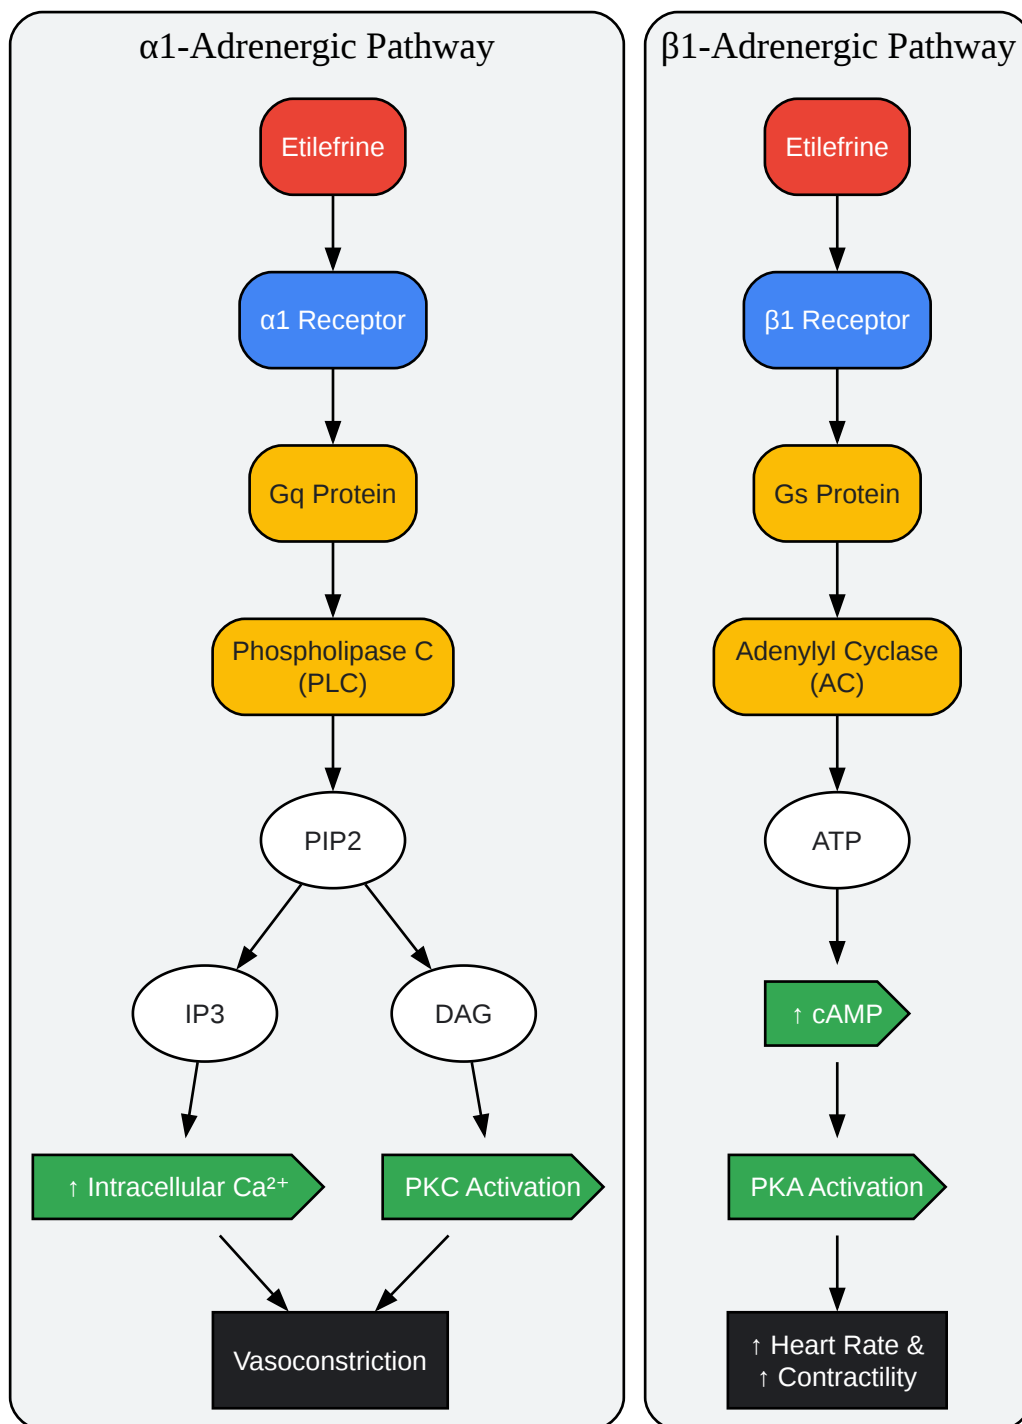 α1-Adrenergic Pathway
Etilefrine
α1 Receptor
Gq Protein
Phospholipase C
(PLC)
PIP2
IP3
DAG
↑ Intracellular Ca²⁺
PKC Activation
Vasoconstriction
β1-Adrenergic Pathway
Etilefrine
β1 Receptor
Gs Protein
Adenylyl Cyclase
(AC)
ATP
↑ cAMP
PKA Activation
↑ Heart Rate &
↑ Contractility